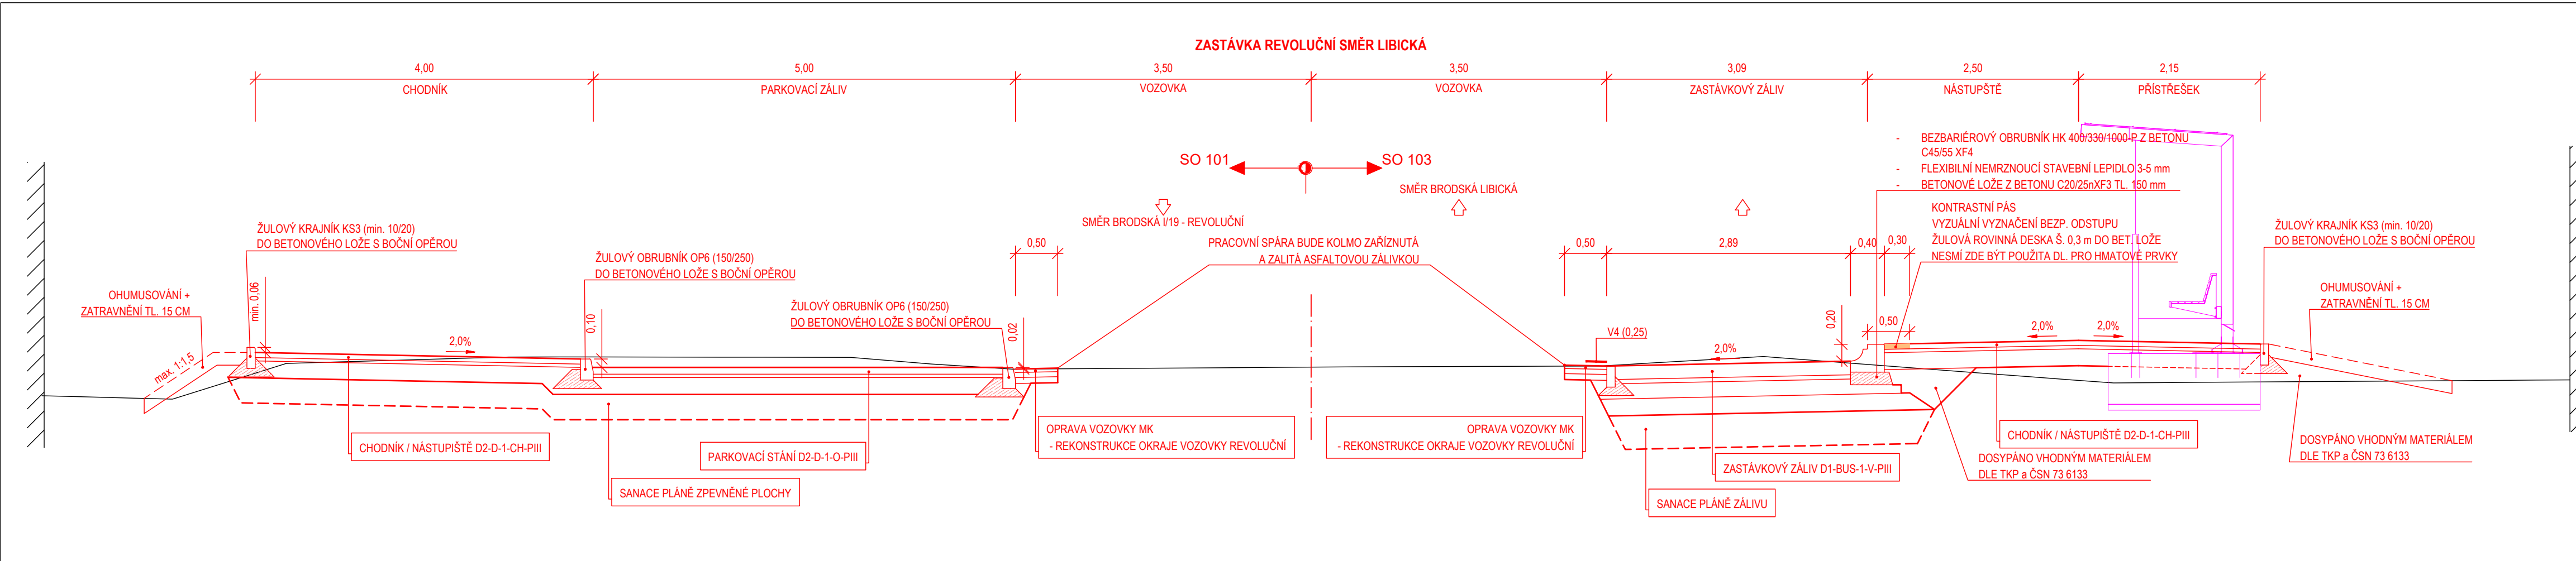 ZASTÁVKA REVOLUČNÍ SMĚR LIBICKÁ
4,00
5,00
3,50
3,50
3,09
2,50
2,15
CHODNÍK
PARKOVACÍ ZÁLIV
VOZOVKA
VOZOVKA
ZASTÁVKOVÝ ZÁLIV
NÁSTUPIŠTĚ
PŘÍSTŘEŠEK
- BEZBARIÉROVÝ OBRUBNÍK HK 400/330/1000-P Z BETONU
C45/55 XF4
- FLEXIBILNÍ NEMRZNOUCÍ STAVEBNÍ LEPIDLO 3-5 mm
- BETONOVÉ LOŽE Z BETONU C20/25nXF3 TL. 150 mm
SO 101
SO 103
SMĚR BRODSKÁ LIBICKÁ
SMĚR BRODSKÁ I/19 - REVOLUČNÍ
KONTRASTNÍ PÁS
VYZUÁLNÍ VYZNAČENÍ BEZP. ODSTUPU
ŽULOVÁ ROVINNÁ DESKA Š. 0,3 m DO BET. LOŽE
NESMÍ ZDE BÝT POUŽITA DL. PRO HMATOVÉ PRVKY
ŽULOVÝ KRAJNÍK KS3 (min. 10/20)
DO BETONOVÉHO LOŽE S BOČNÍ OPĚROU
ŽULOVÝ OBRUBNÍK OP6 (150/250)
DO BETONOVÉHO LOŽE S BOČNÍ OPĚROU
0,50
PRACOVNÍ SPÁRA BUDE KOLMO ZAŘÍZNUTÁ
A ZALITÁ ASFALTOVOU ZÁLIVKOU
0,50
2,89
0,40
0,30
ŽULOVÝ KRAJNÍK KS3 (min. 10/20)
DO BETONOVÉHO LOŽE S BOČNÍ OPĚROU
OHUMUSOVÁNÍ +
ZATRAVNĚNÍ TL. 15 CM
min. 0,06
ŽULOVÝ OBRUBNÍK OP6 (150/250)
DO BETONOVÉHO LOŽE S BOČNÍ OPĚROU
OHUMUSOVÁNÍ +
ZATRAVNĚNÍ TL. 15 CM
0,10
0,02
V4 (0,25)
0,20
0,50
2,0%
2,0%
2,0%
2,0%
max. 1:1,5
CHODNÍK / NÁSTUPIŠTĚ D2-D-1-CH-PIII
PARKOVACÍ STÁNÍ D2-D-1-O-PIII
SANACE PLÁNĚ ZPEVNĚNÉ PLOCHY
OPRAVA VOZOVKY MK
- REKONSTRUKCE OKRAJE VOZOVKY REVOLUČNÍ
OPRAVA VOZOVKY MK
- REKONSTRUKCE OKRAJE VOZOVKY REVOLUČNÍ
ZASTÁVKOVÝ ZÁLIV D1-BUS-1-V-PIII
SANACE PLÁNĚ ZÁLIVU
CHODNÍK / NÁSTUPIŠTĚ D2-D-1-CH-PIII
DOSYPÁNO VHODNÝM MATERIÁLEM
DLE TKP a ČSN 73 6133
DOSYPÁNO VHODNÝM MATERIÁLEM
DLE TKP a ČSN 73 6133